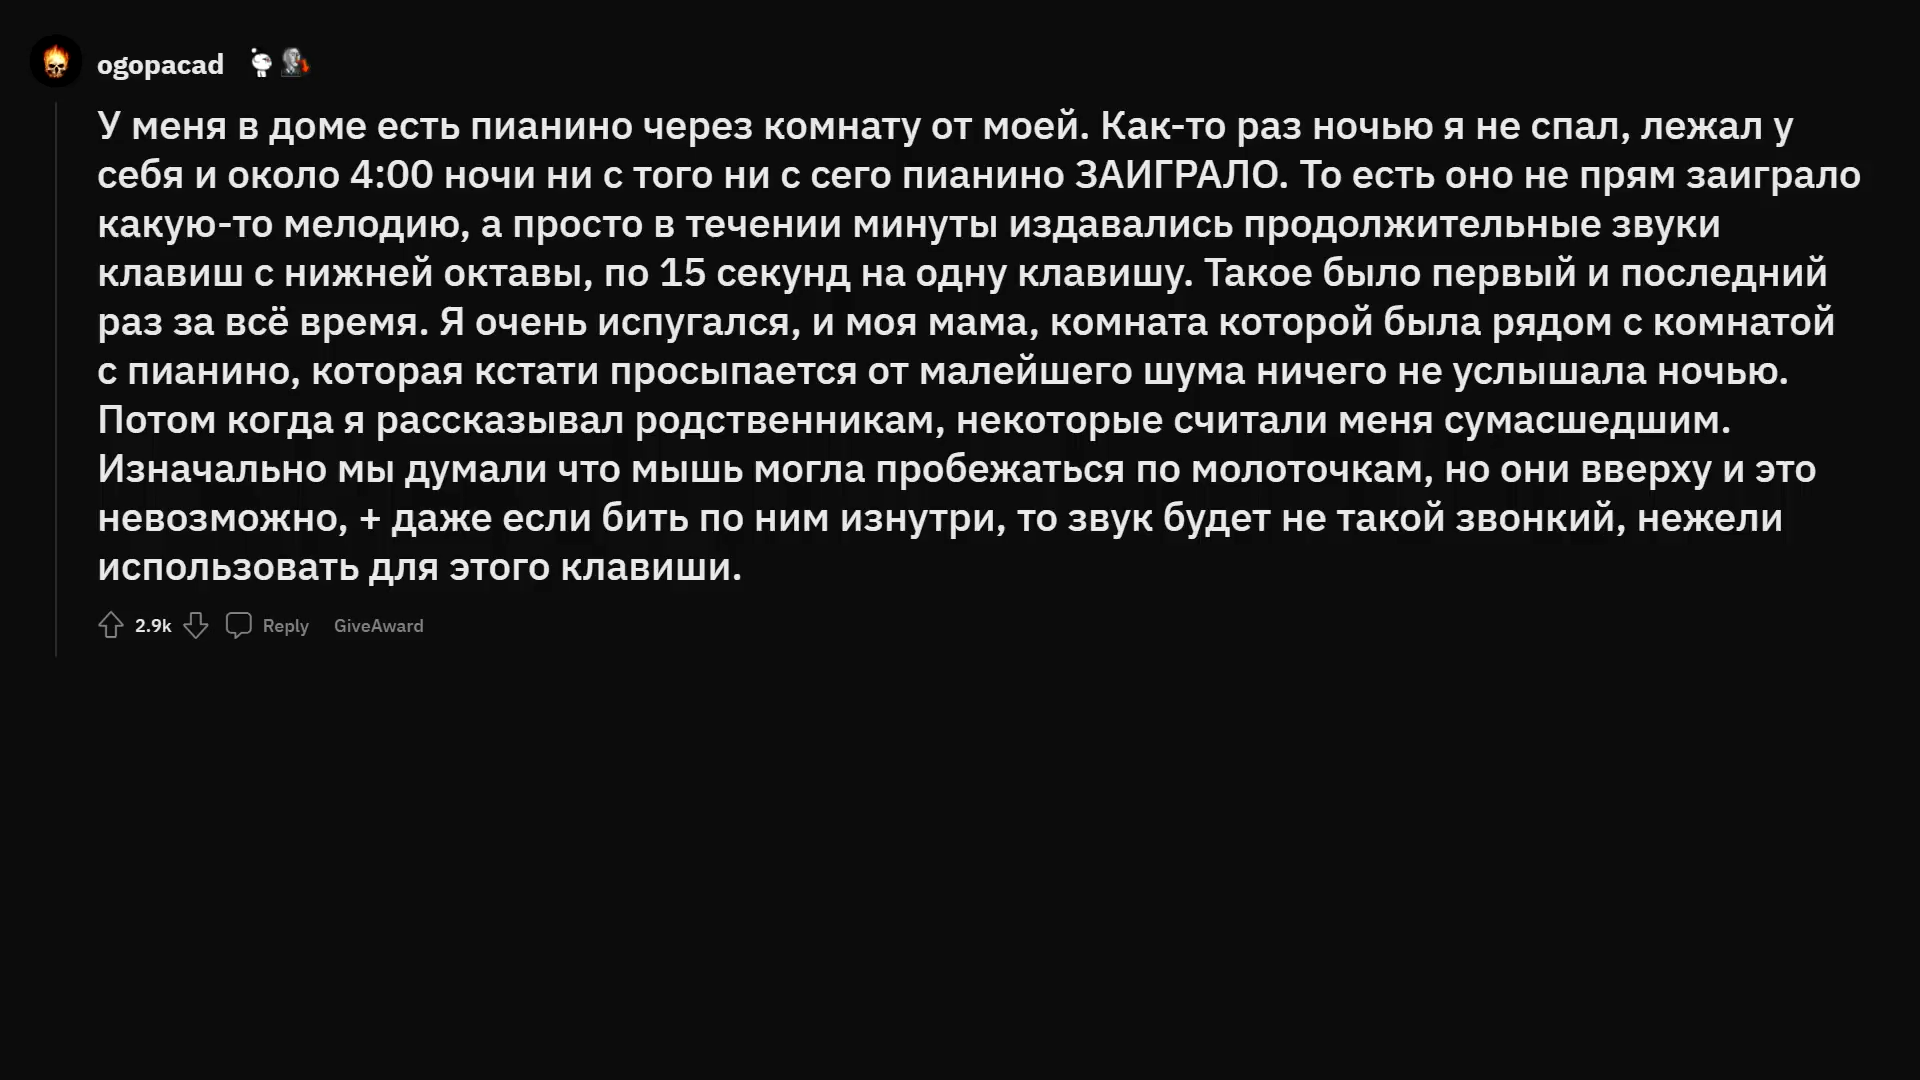 ogopacad
У меня в доме есть пианино через комнату от моей. Как-то раз ночью я не спал, лежал у
себя и около 4:00 ночи ни с того ни с сего пианино ЗАИГРАЛО. То есть оно не прям заиграло
какую-то мелодию, а просто в течении минуты издавались продолжительные звуки
клавиш с нижней октавы, по 15 секунд на одну клавишу. Такое было первый и последний
раз за всё время. Я очень испугался, и моя мама, комната которой была рядом с комнатой
с пианино, которая кстати просыпается от малейшего шума ничего не услышала ночью.
Потом когда я рассказывал родственникам, некоторые считали меня сумасшедшим.
Изначально мы думали что мышь могла пробежаться по молоточкам, но они вверху и это
невозможно, + даже если бить по ним изнутри, то звук будет не такой звонкий, нежели
использовать для этого клавиши.
2.9k Reply GiveAward